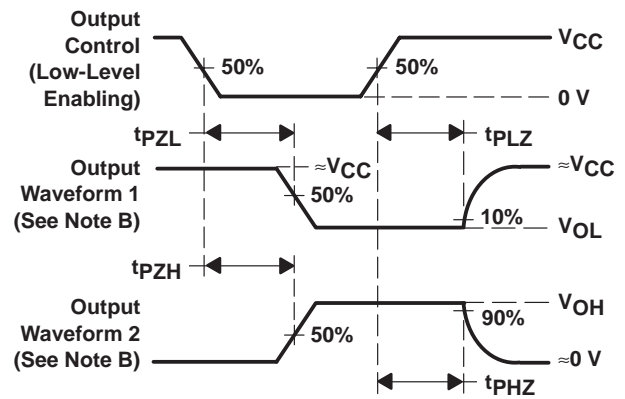 Output
Control
(Low-Level
Enabling)
50%
50%
VCC
0 V
tPZL
tPLZ
Output
Waveform 1
(See Note B)
≈VCC
50%
≈VCC
10%
VOL
tPZH
Output
Waveform 2
(See Note B)
50%
VOH
90%
≈0 V
tPHZ